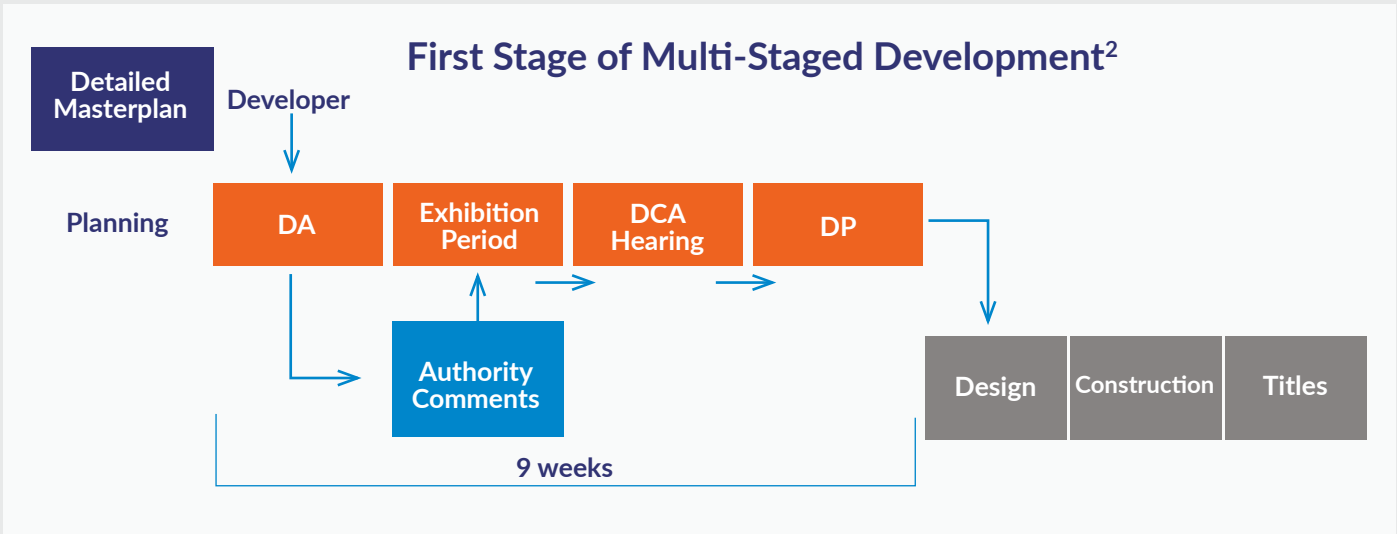 First Stage of Multi-Staged Development²
Detailed
Masterplan
Developer
Planning
DA
Exhibition
Period
DCA
Hearing
DP
Authority
Comments
Design
Construction
Titles
9 weeks